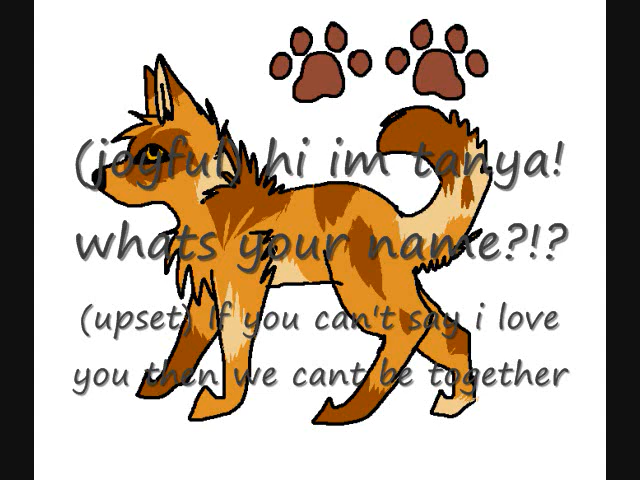 (joyful) hi im tanya!
whats your name?!?
(upset) If you can't say i love
you then we cant be together